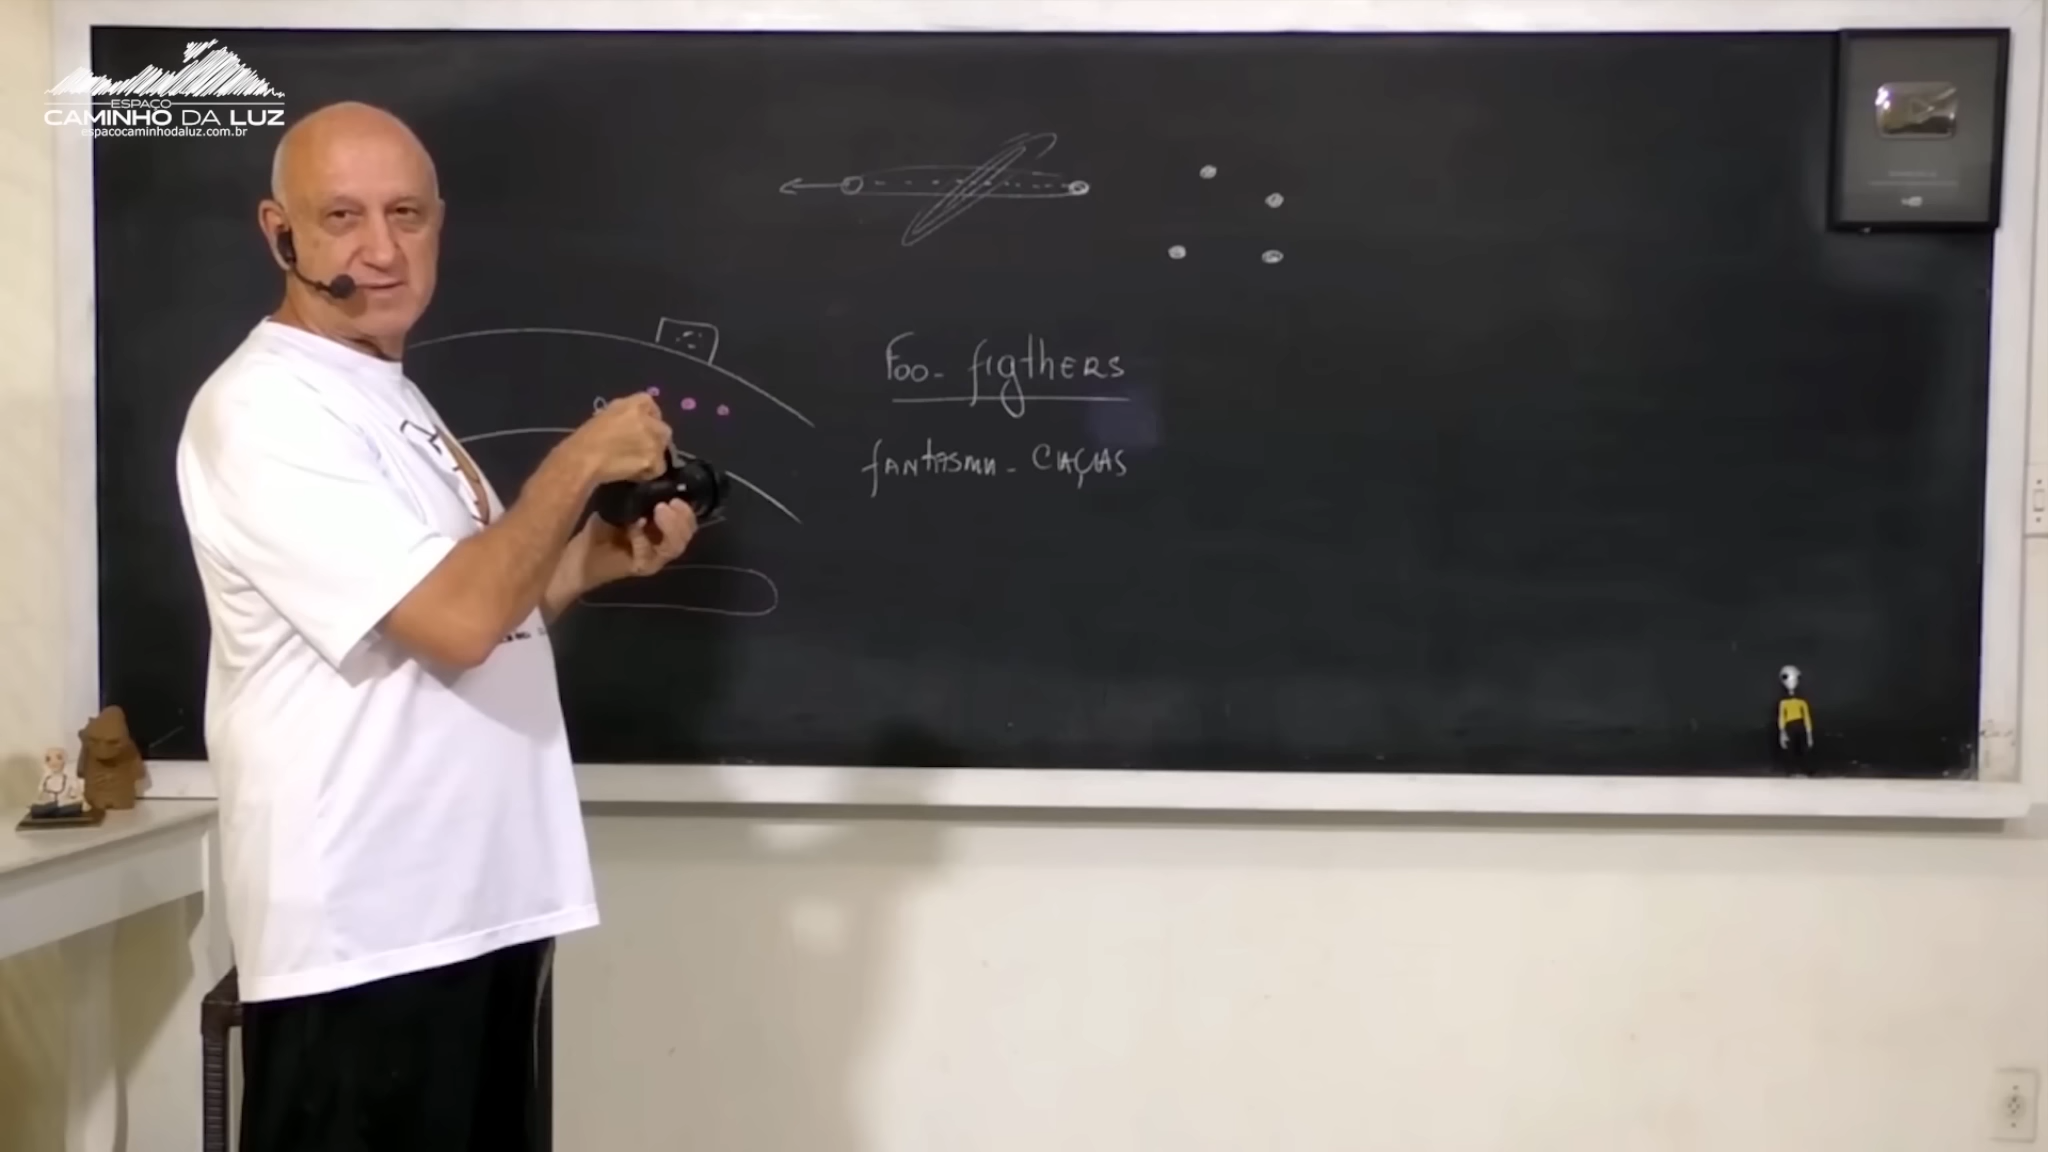 ESPAÇO
CAMINHO DA LUZ
espacocaminhodaluz.com.br
Foo-figthers
fantasma-caças